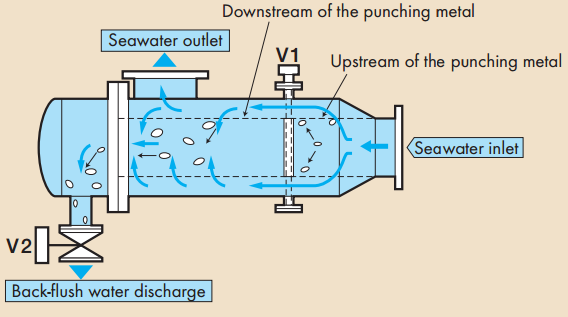 Downstream of the punching metal
Seawater outlet
V1
Upstream of the punching metal
Seawater inlet
V2
Back-flush water discharge